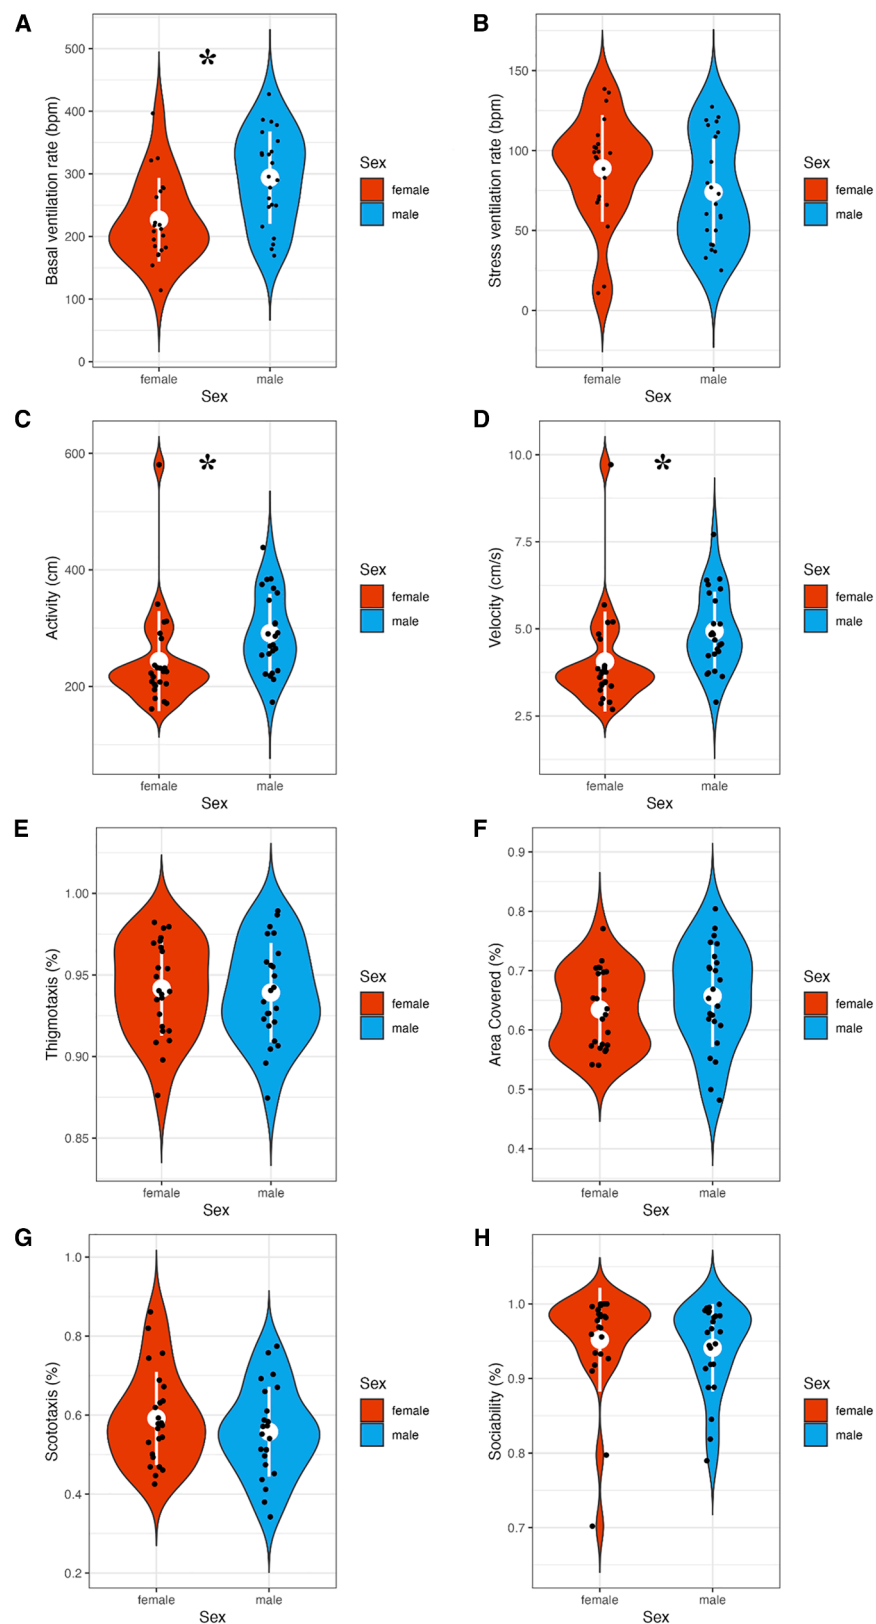 A
Basal ventilation rate (bpm)
500
400
300
200
100
0
*
female
male
Sex
Sex
female
male
B
Stress ventilation rate (bpm)
150
100
50
0
female
male
Sex
Sex
female
male
C
Activity (cm)
600
400
200
*
female
male
Sex
Sex
female
male
D
Velocity (cm/s)
10.0
7.5
5.0
2.5
*
female
male
Sex
Sex
female
male
E
Thigmotaxis (%)
1.00
0.95
0.90
0.85
female
male
Sex
Sex
female
male
F
Area Covered (%)
0.9
0.8
0.7
0.6
0.5
0.4
female
male
Sex
Sex
female
male
G
Scototaxis (%)
1.0
0.8
0.6
0.4
0.2
female
male
Sex
Sex
female
male
H
Sociability (%)
1.0
0.9
0.8
0.7
female
male
Sex
Sex
female
male